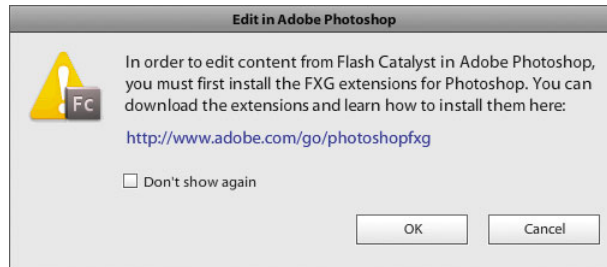 Edit in Adobe Photoshop
In order to edit content from Flash Catalyst in Adobe Photoshop,
you must first install the FXG extensions for Photoshop. You can
download the extensions and learn how to install them here:
Fc
http://www.adobe.com/go/photoshopfxg
Don't show again
OK
Cancel